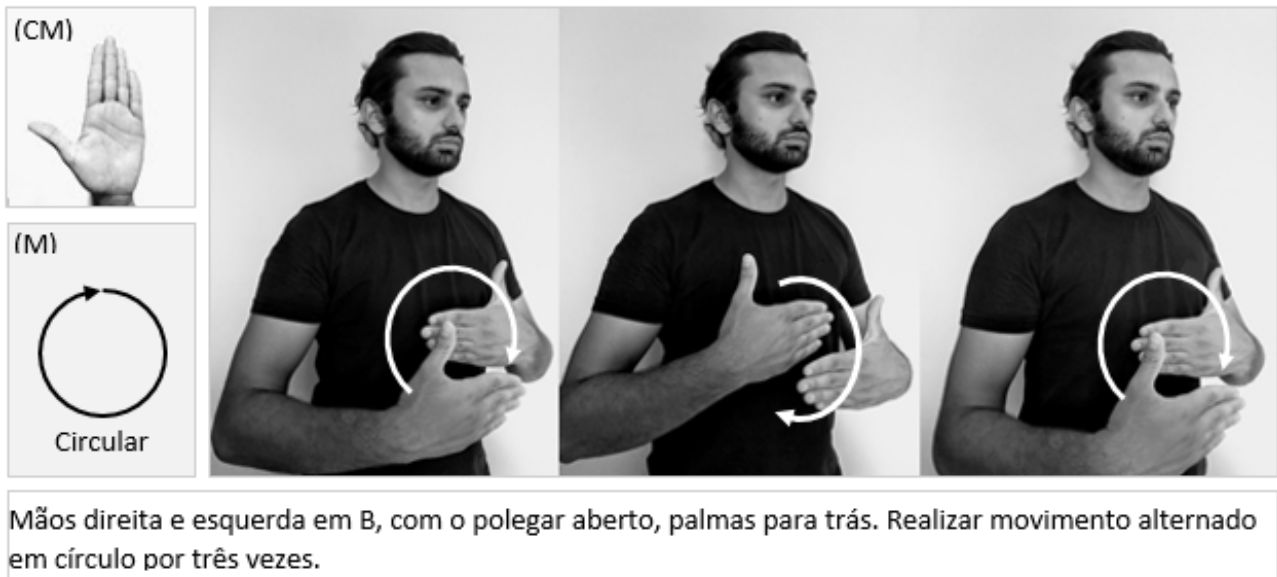 (CM)
(M)
Circular
Mãos direita e esquerda em B, com o polegar aberto, palmas para trás. Realizar movimento alternado
em círculo por três vezes.